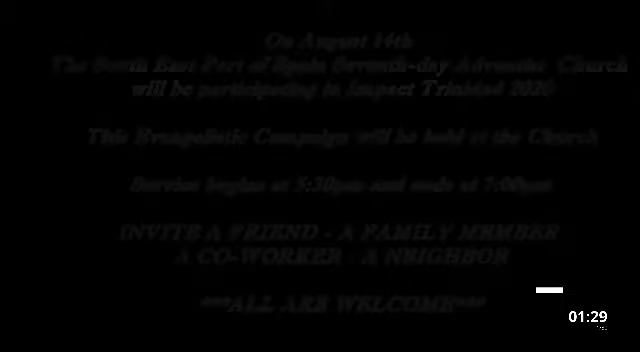 On August 14th
The South East Port of Spain Seventh-day Adventist Church
will be participating in Impact Trinidad 2020
This Evangelistic Campaign will be held at the Church
Service begins at 5:30pm and ends at 7:00pm
INVITE A FRIEND - A FAMILY MEMBER
A CO-WORKER - A NEIGHBOR
***ALL ARE WELCOME***
01:29